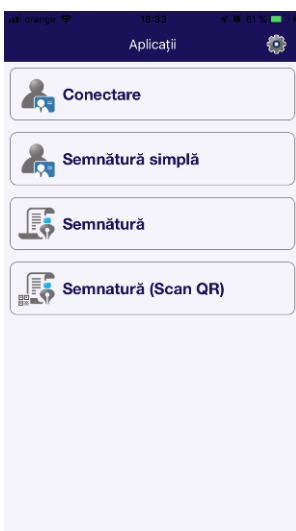 orange 18:33 61 %
Aplicații
Conectare
Semnătură simplă
Semnătură
Semnatură (Scan QR)